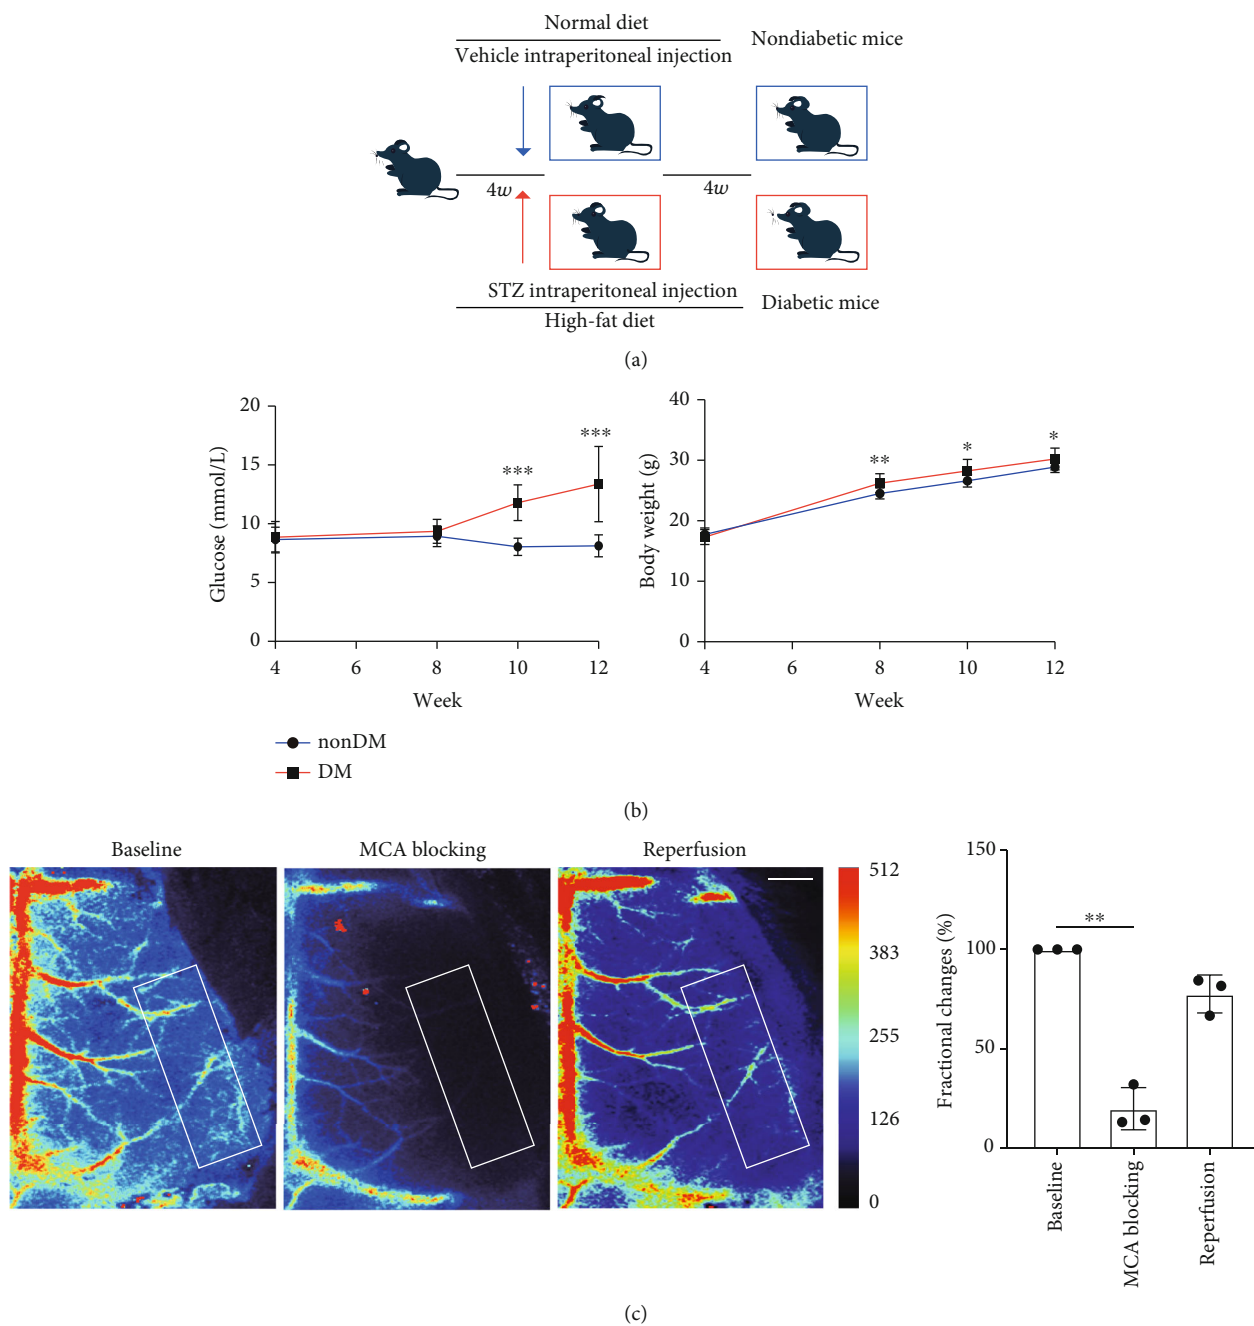 Normal diet
Nondiabetic mice
Vehicle intraperitoneal injection
4w
4w
STZ intraperitoneal injection
Diabetic mice
High-fat diet
(a)
20
15
10
5
0
Glucose (mmol/L)
***
***
4
6
8
10
12
Week
40
30
20
10
0
Body weight (g)
**
*
*
4
6
8
10
12
Week
nonDM
DM
(b)
Baseline
MCA blocking
Reperfusion
512
383
255
126
0
150
100
50
0
Fractional changes (%)
**
Baseline
MCA blocking
Reperfusion
(c)